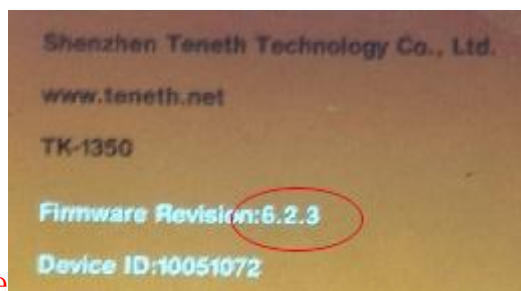 Shenzhen Teneth Technology Co., Ltd.
www.teneth.net
TK-1350
Firmware Revision:6.2.3
Device ID:10051072
e